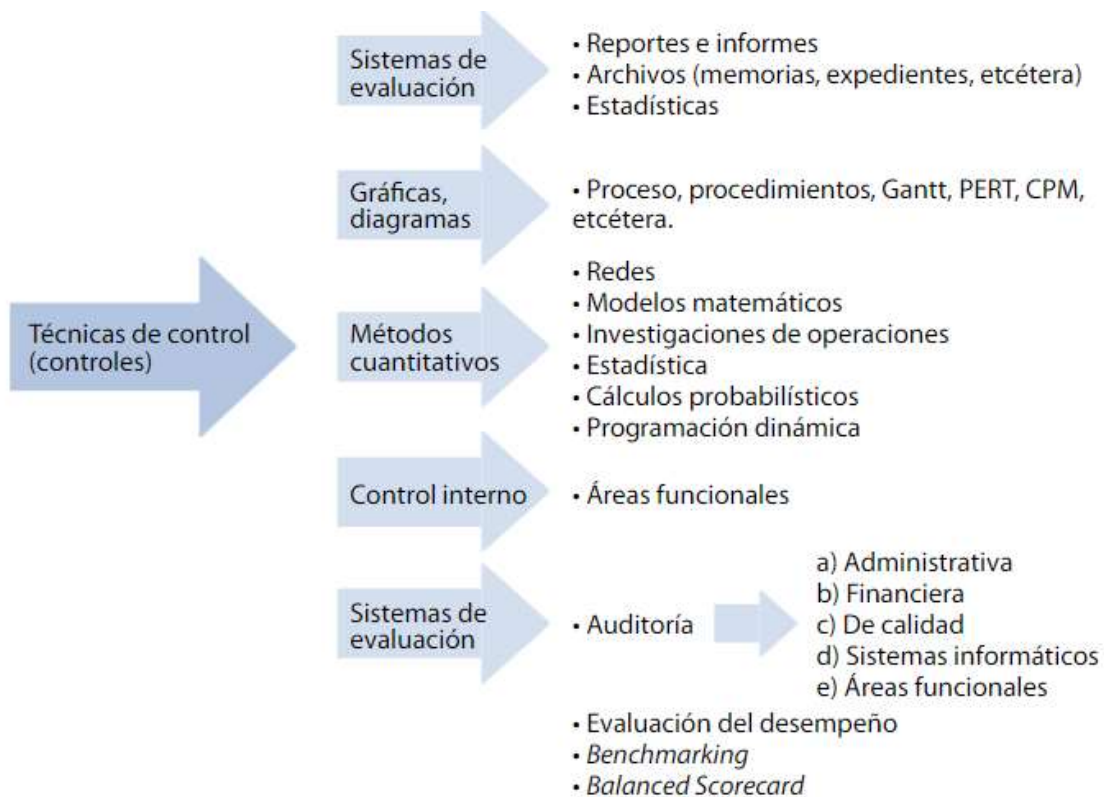 Técnicas de control
(controles)
Sistemas de
evaluación
• Reportes e informes
• Archivos (memorias, expedientes, etcétera)
• Estadísticas
Gráficas,
diagramas
• Proceso, procedimientos, Gantt, PERT, CPM,
etcétera.
Métodos
cuantitativos
• Redes
• Modelos matemáticos
• Investigaciones de operaciones
• Estadística
• Cálculos probabilísticos
• Programación dinámica
Control interno
• Áreas funcionales
Sistemas de
evaluación
• Auditoría
a) Administrativa
b) Financiera
c) De calidad
d) Sistemas informáticos
e) Áreas funcionales
• Evaluación del desempeño
• Benchmarking
• Balanced Scorecard